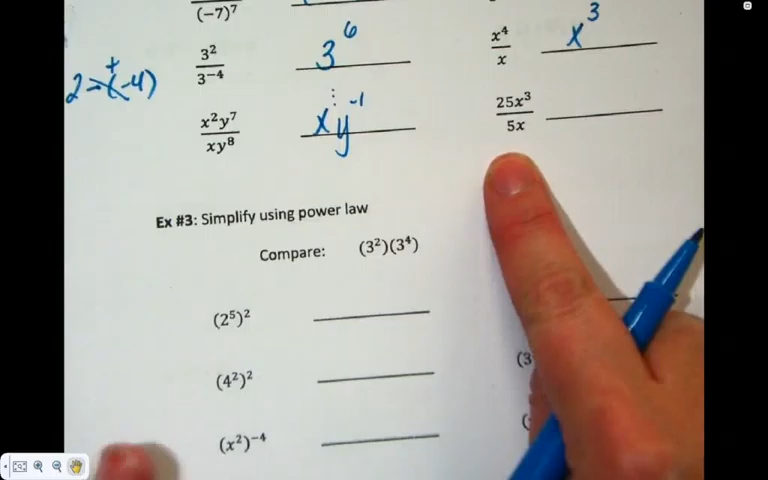 (-7)⁷
3²/3⁻⁴ 3⁶ x⁴/x x³
2-(-4) +
x²y⁷/xy⁸ xy⁻¹ 25x³/5x
Ex #3: Simplify using power law
Compare: (3²)(3⁴)
(2⁵)²
(4²)² (3
(x²)⁻⁴ (